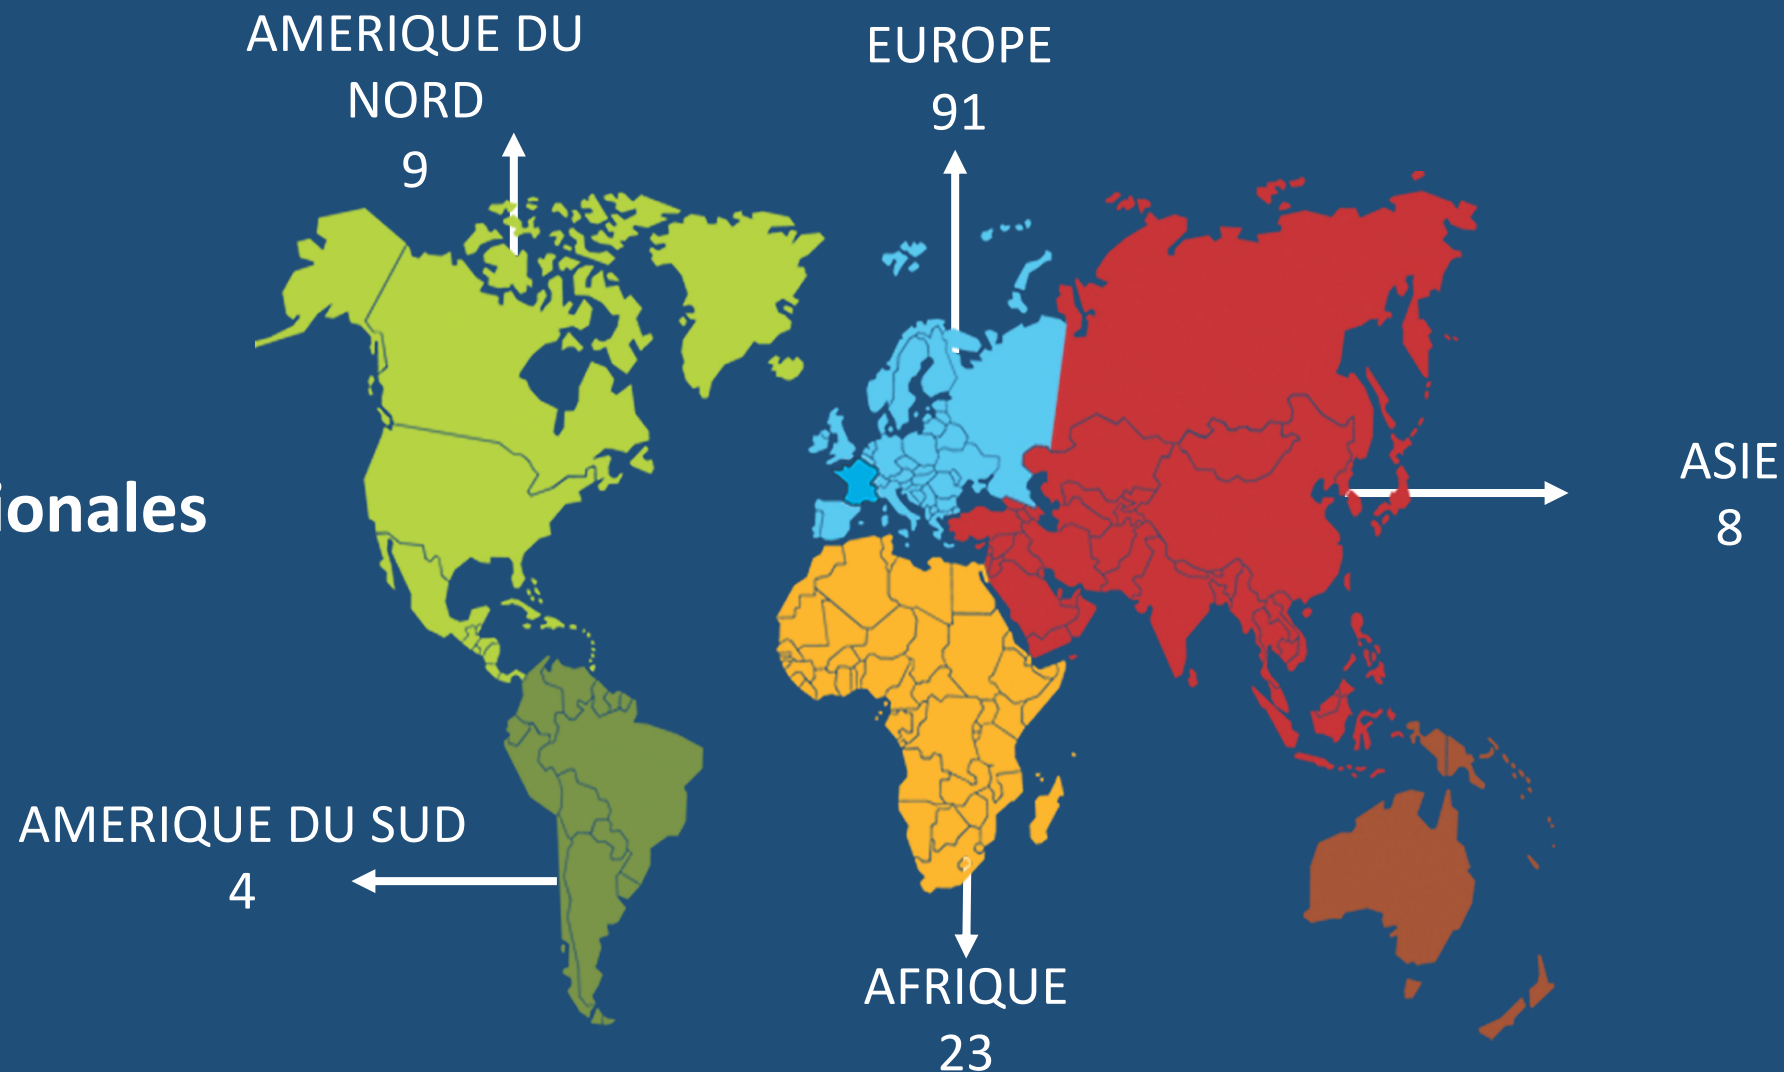 AMERIQUE DU
NORD
9
EUROPE
91
ASIE
8
ionales
AMERIQUE DU SUD
4
AFRIQUE
23